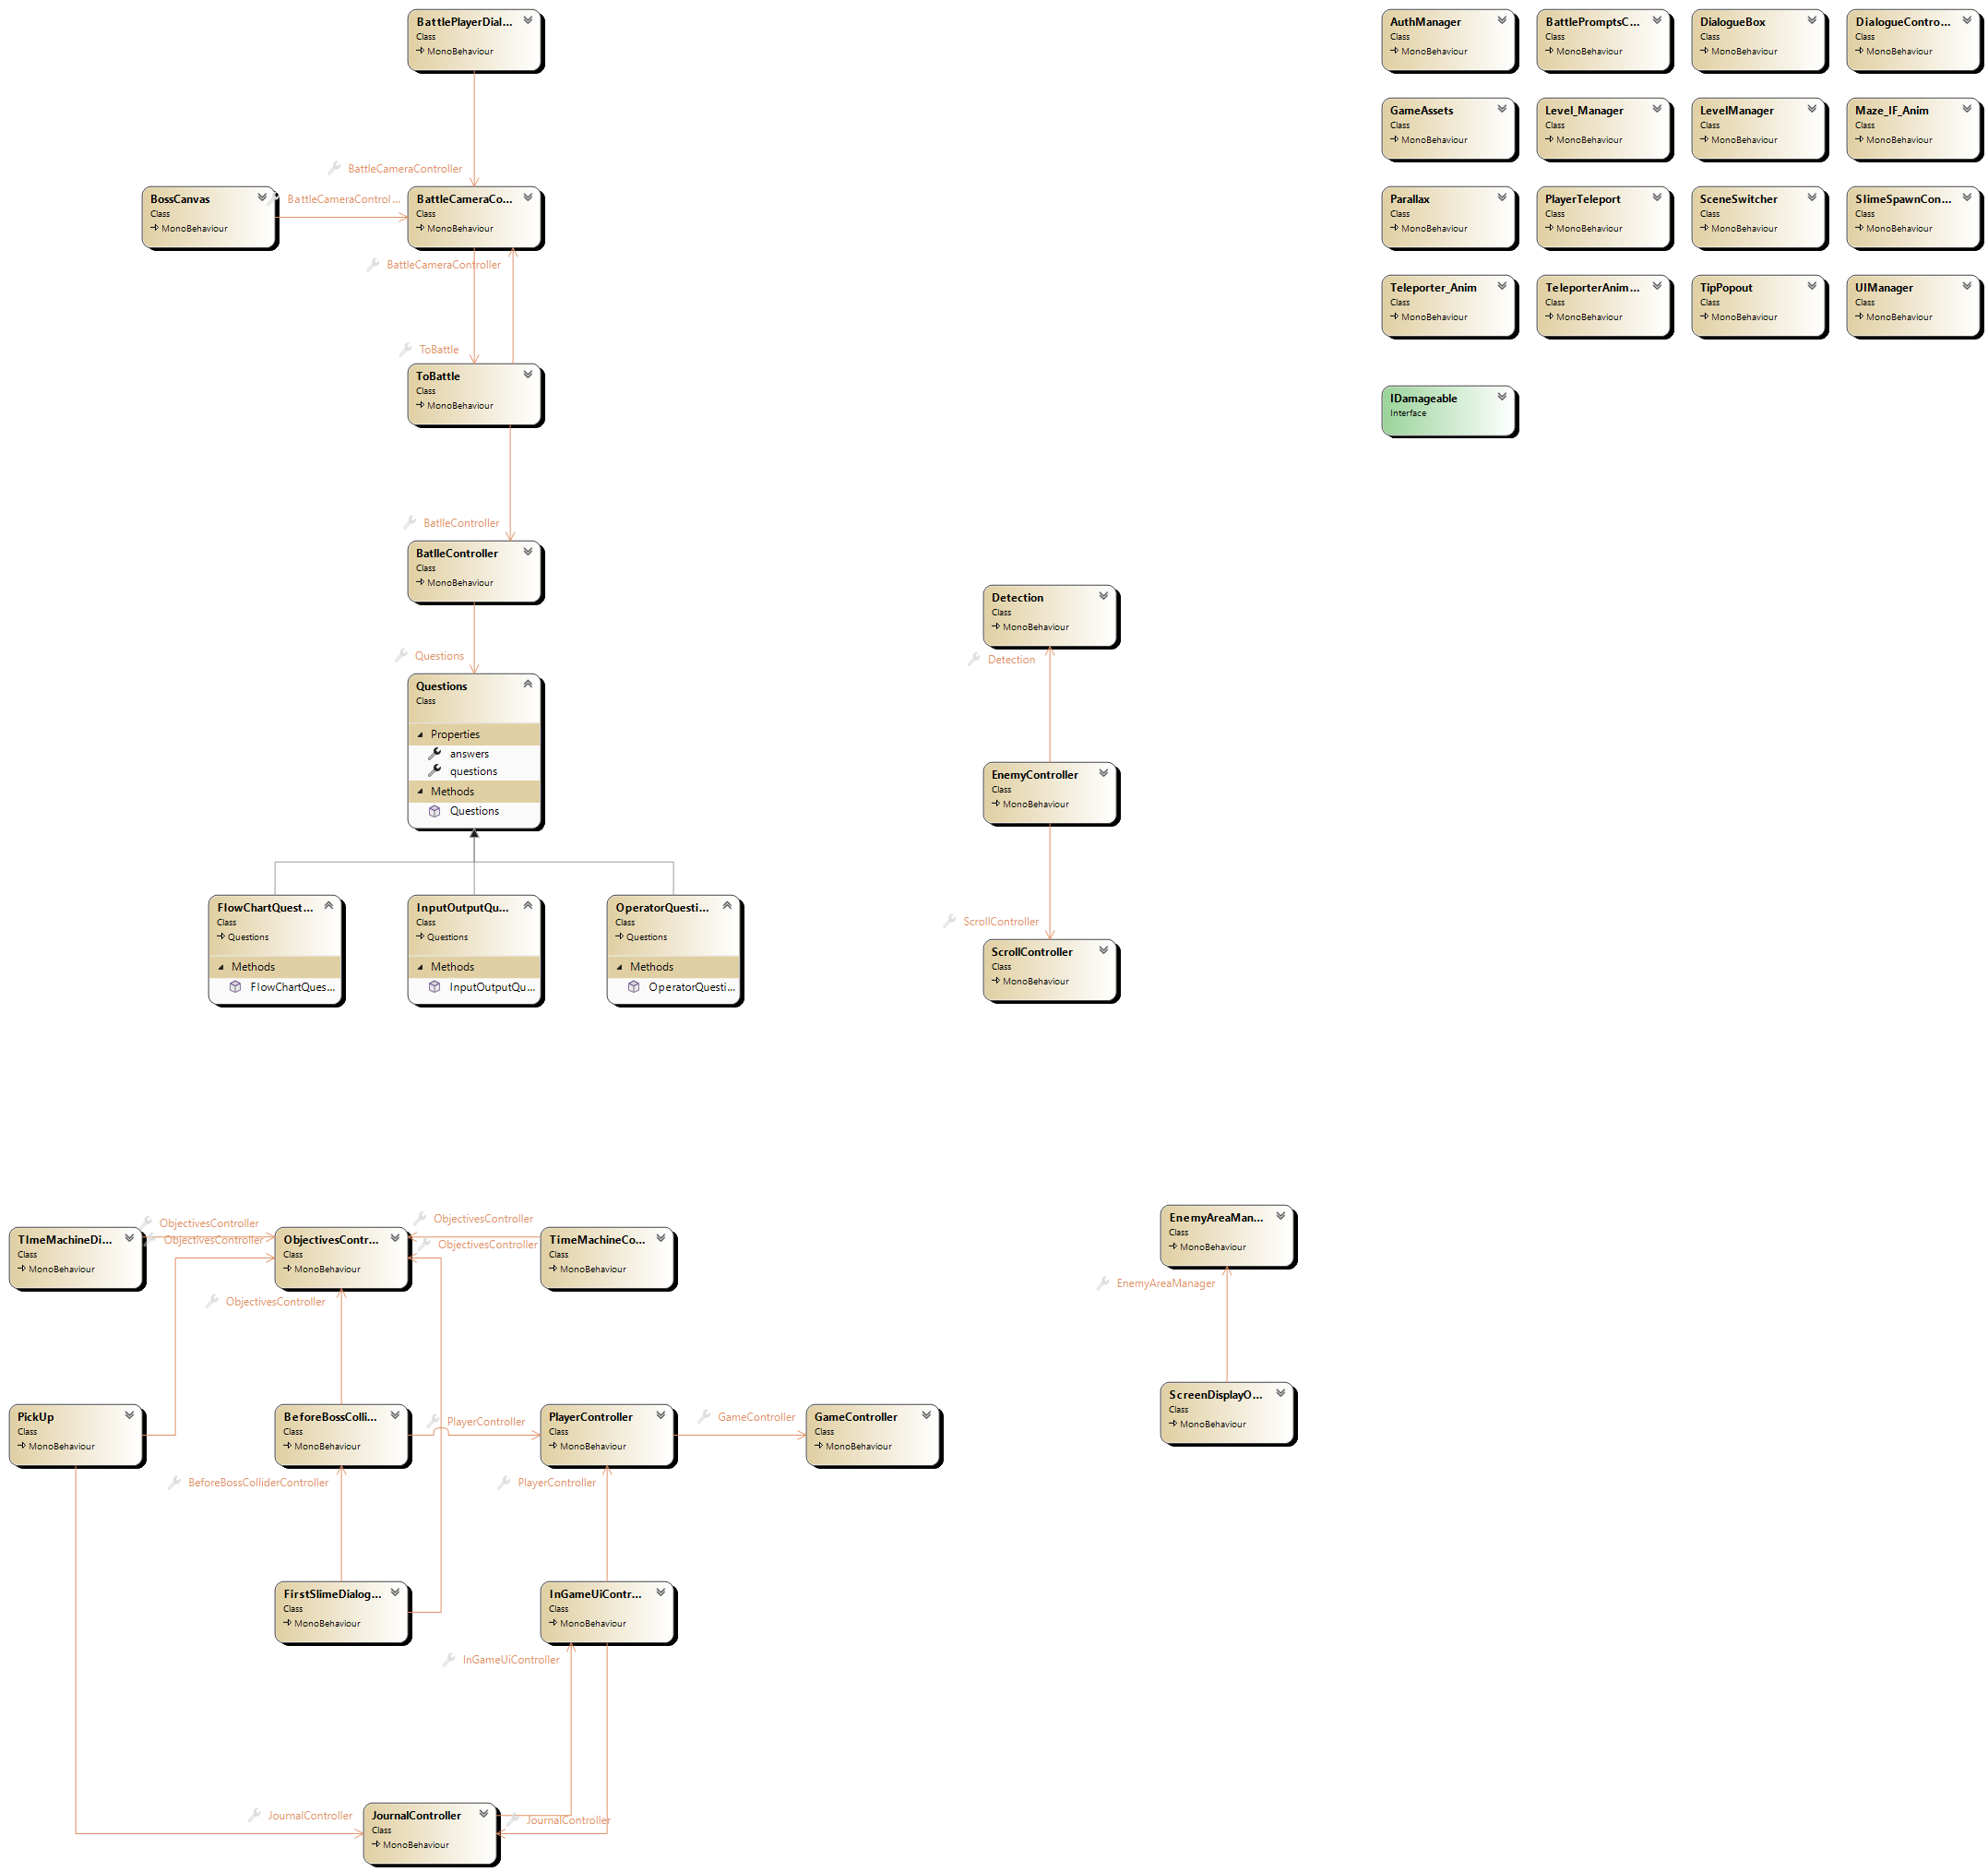 BattlePlayerDial...
Class
MonoBehaviour
BattleCameraController
BossCanvas
Class
MonoBehaviour
BattleCameraControl...
BattleCameraCo...
Class
MonoBehaviour
BattleCameraController
ToBattle
ToBattle
Class
MonoBehaviour
BatlleController
BatlleController
Class
MonoBehaviour
Questions
Questions
Class
Properties
answers
questions
Methods
Questions
FlowChartQuest...
Class
Questions
Methods
FlowChartQues...
InputOutputQu...
Class
Questions
Methods
InputOutputQu...
OperatorQuesti...
Class
Questions
Methods
OperatorQuesti...
AuthManager
Class
MonoBehaviour
BattlePromptsC...
Class
MonoBehaviour
DialogueBox
Class
MonoBehaviour
DialogueContro...
Class
MonoBehaviour
GameAssets
Class
MonoBehaviour
Level_Manager
Class
MonoBehaviour
LevelManager
Class
MonoBehaviour
Maze_IF_Anim
Class
MonoBehaviour
Parallax
Class
MonoBehaviour
PlayerTeleport
Class
MonoBehaviour
SceneSwitcher
Class
MonoBehaviour
SlimeSpawnCon...
Class
MonoBehaviour
Teleporter_Anim
Class
MonoBehaviour
TeleporterAnim...
Class
MonoBehaviour
TipPopout
Class
MonoBehaviour
UIManager
Class
MonoBehaviour
IDamageable
Interface
Detection
Class
MonoBehaviour
Detection
EnemyController
Class
MonoBehaviour
ScrollController
ScrollController
Class
MonoBehaviour
TImeMachineDi...
Class
MonoBehaviour
ObjectivesController
ObjectivesController
ObjectivesContr...
Class
MonoBehaviour
ObjectivesController
ObjectivesController
TimeMachineCo...
Class
MonoBehaviour
ObjectivesController
PickUp
Class
MonoBehaviour
BeforeBossColli...
Class
MonoBehaviour
PlayerController
PlayerController
Class
MonoBehaviour
GameController
GameController
Class
MonoBehaviour
BeforeBossColliderController
PlayerController
FirstSlimeDialog...
Class
MonoBehaviour
InGameUiContr...
Class
MonoBehaviour
InGameUiController
JournalController
JournalController
Class
MonoBehaviour
JournalController
EnemyAreaMan...
Class
MonoBehaviour
EnemyAreaManager
ScreenDisplayO...
Class
MonoBehaviour